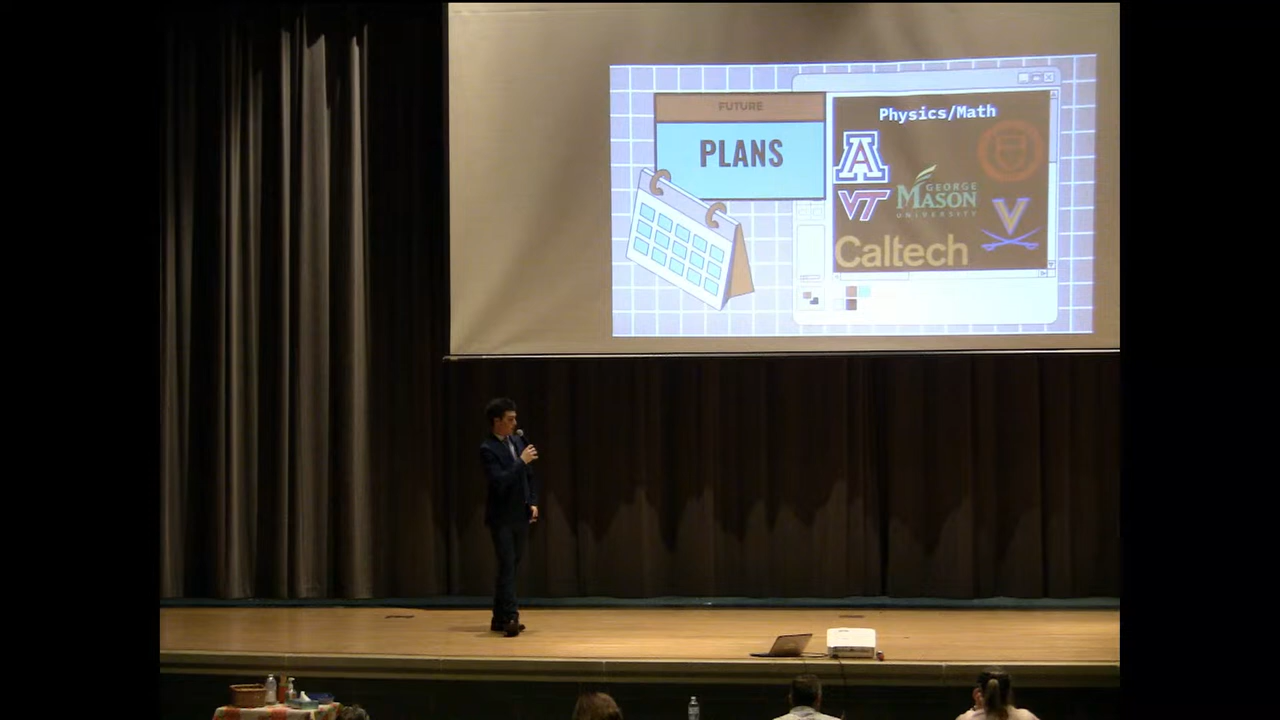 FUTURE
PLANS
Physics/Math
A
VT
GEORGE
MASON
UNIVERSITY
V
Caltech